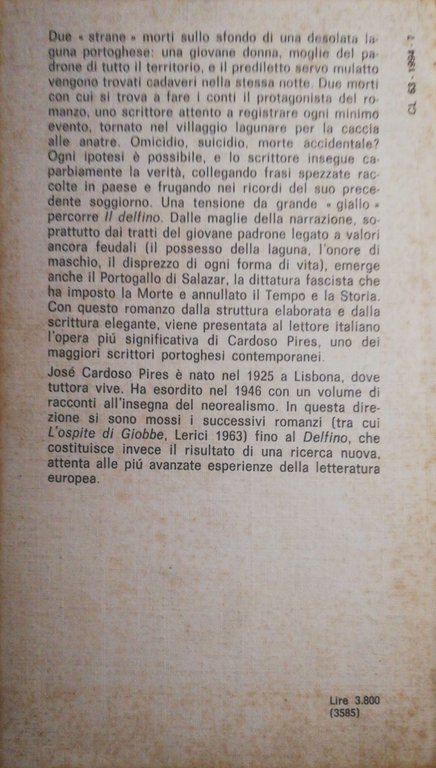 Due « strane » morti sullo sfondo di una desolata la-
guna portoghese: una giovane donna, moglie del pa-
drone di tutto il territorio, e il prediletto servo mulatto
vengono trovati cadaveri nella stessa notte. Due morti
con cui si trova a fare i conti il protagonista del ro-
manzo, uno scrittore attento a registrare ogni minimo
evento, tornato nel villaggio lagunare per la caccia
alle anatre. Omicidio, suicidio, morte accidentale?
Ogni ipotesi è possibile, e lo scrittore insegue ca-
parbiamente la verità, collegando frasi spezzate rac-
colte in paese e frugando nei ricordi del suo prece-
dente soggiorno. Una tensione da grande « giallo »
percorre Il delfino. Dalle maglie della narrazione, so-
prattutto dai tratti del giovane padrone legato a valori
ancora feudali (il possesso della laguna, l'onore di
maschio, il disprezzo di ogni forma di vita), emerge
anche il Portogallo di Salazar, la dittatura fascista che
ha imposto la Morte e annullato il Tempo e la Storia.
Con questo romanzo dalla struttura elaborata e dalla
scrittura elegante, viene presentata al lettore italiano
l'opera piú significativa di Cardoso Pires, uno dei
maggiori scrittori portoghesi contemporanei.
José Cardoso Pires è nato nel 1925 a Lisbona, dove
tuttora vive. Ha esordito nel 1946 con un volume di
racconti all'insegna del neorealismo. In questa dire-
zione si sono mossi i successivi romanzi (tra cui
L'ospite di Giobbe, Lerici 1963) fino al Delfino, che
costituisce invece il risultato di una ricerca nuova,
attenta alle piú avanzate esperienze della letteratura
europea.
CL 63-1994-7
Lire 3.800
(3585)